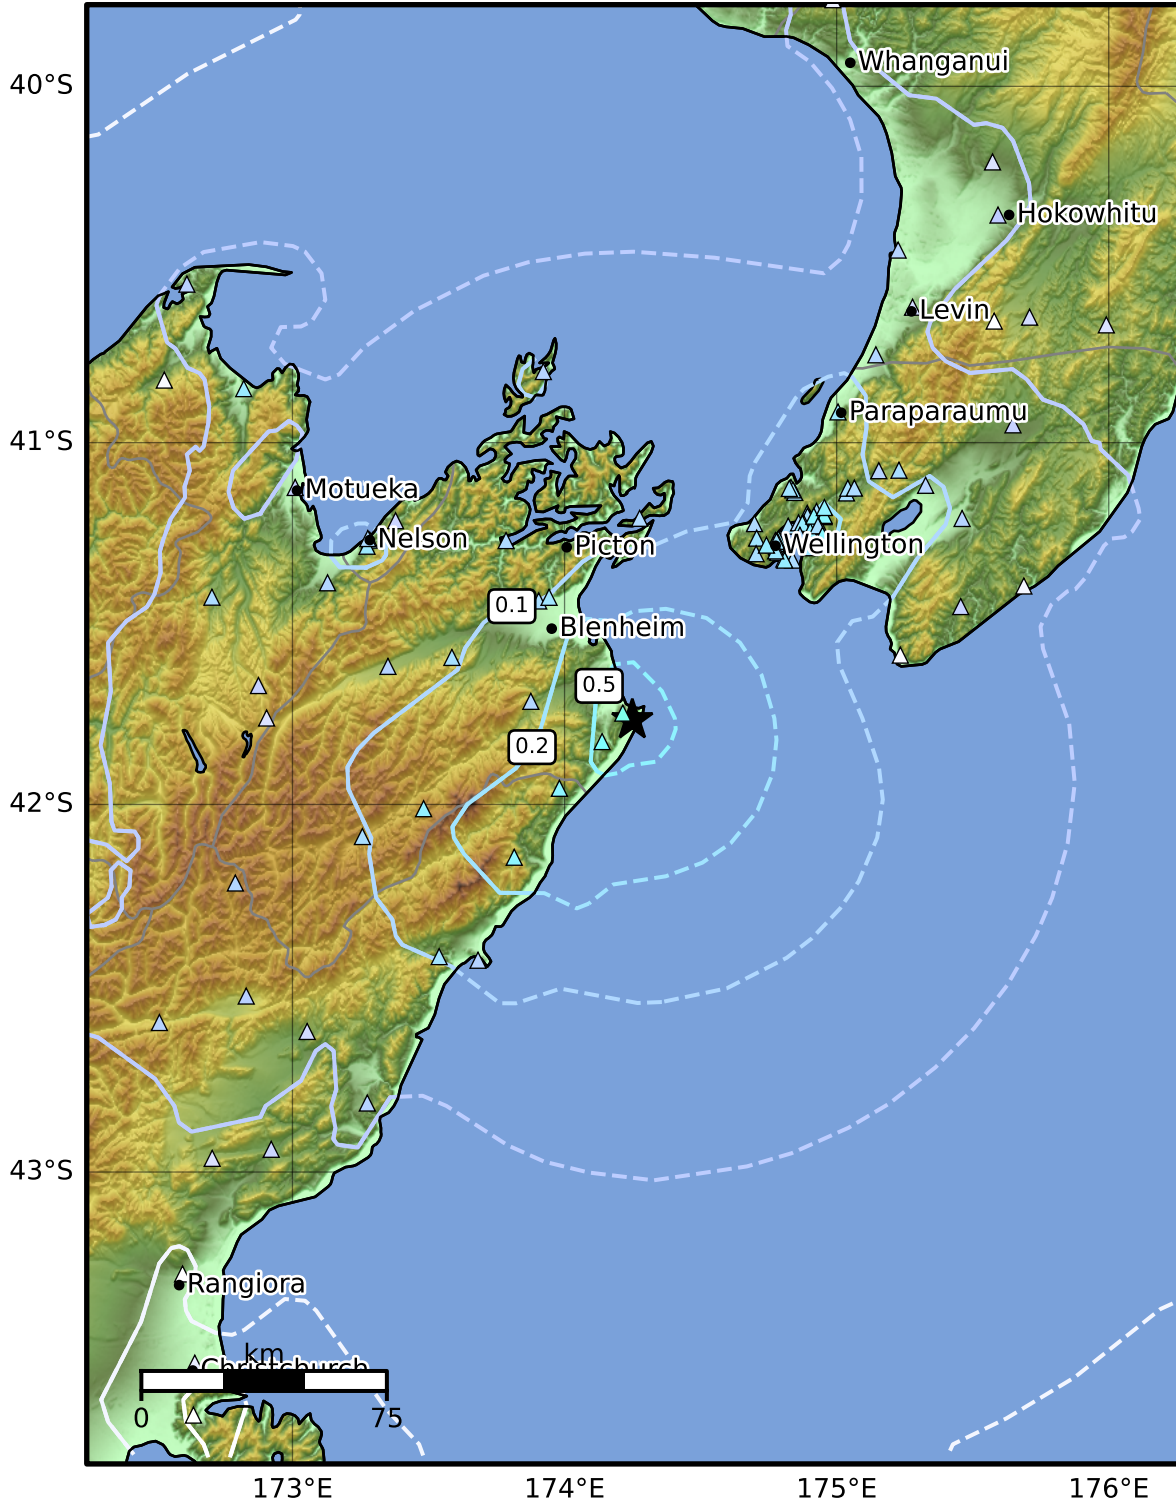 40°S
Whanganui
Hokowhitu
Levin
Paraparaumu
41°S
Motueka
Nelson
Picton
Wellington
0.1
Blenheim
0.5
0.2
42°S
43°S
Rangiora
km
Christchurch
0
75
173°E
174°E
175°E
176°E